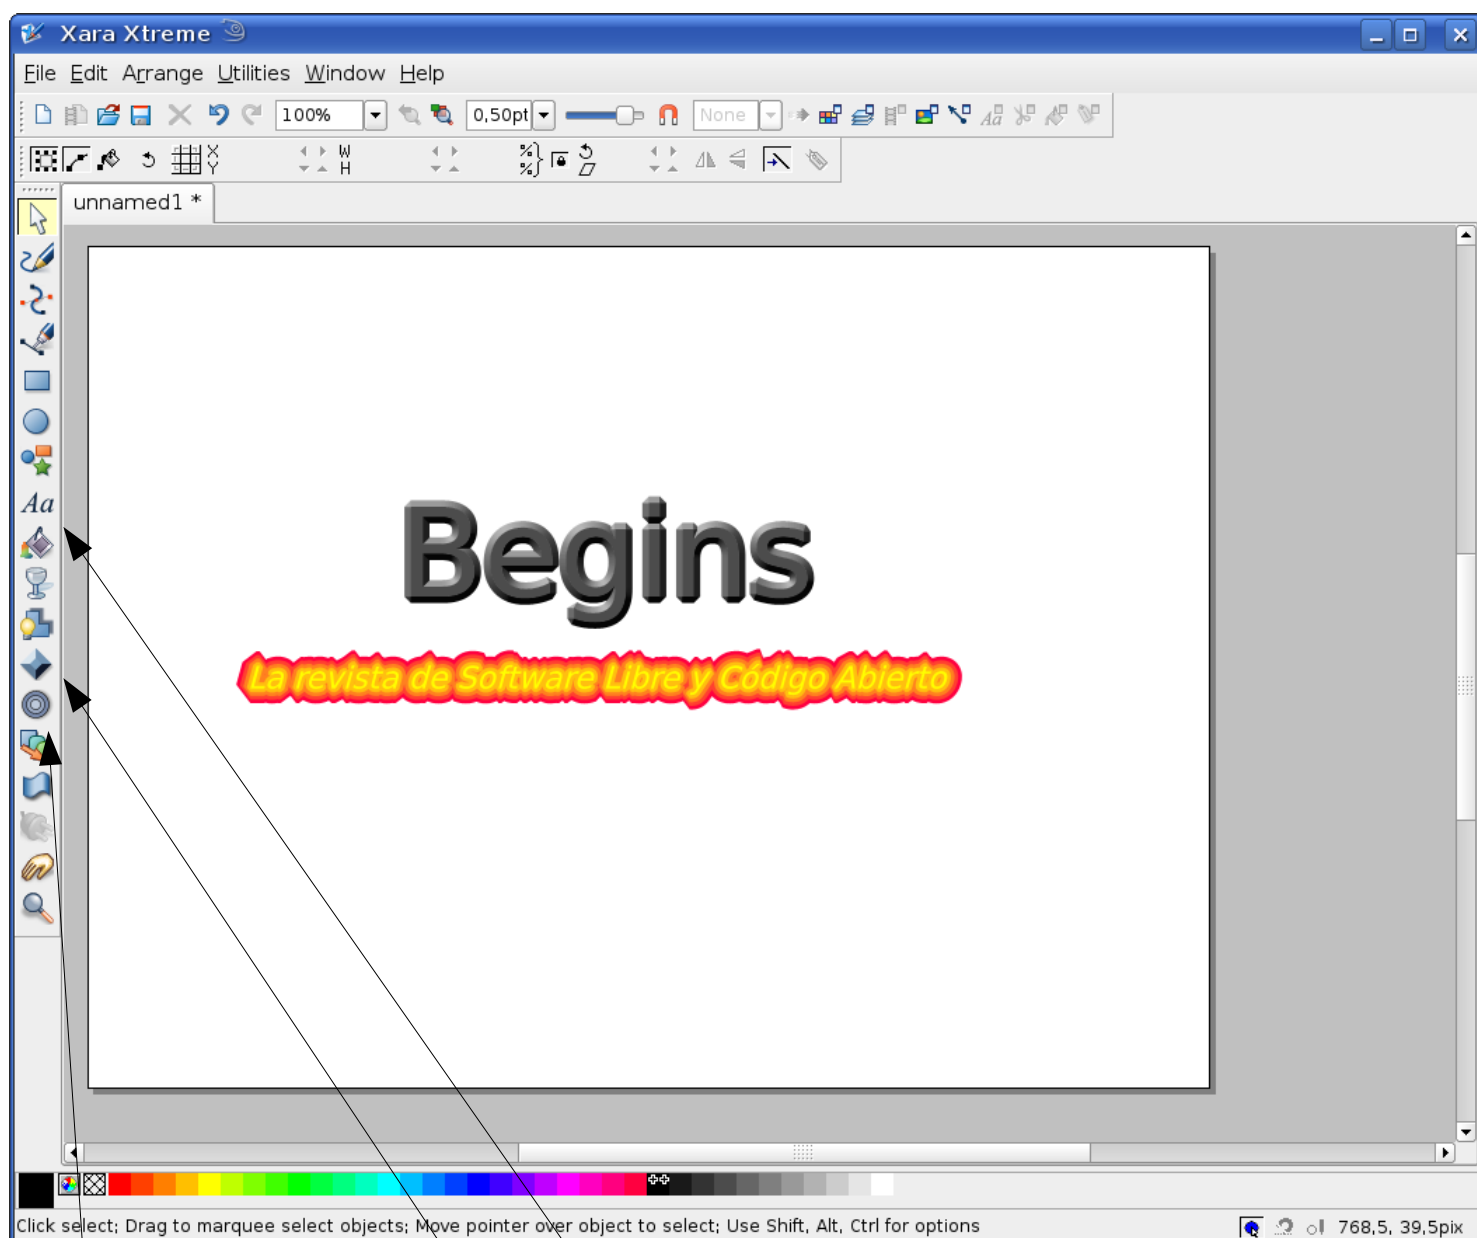 Xara Xtreme
File Edit Arrange Utilities Window Help
100% 0,50pt None
X Y W H % %
unnamed1 *
Aa
Begins
La revista de Software Libre y Código Abierto
Click select; Drag to marquee select objects; Move pointer over object to select; Use Shift, Alt, Ctrl for options 768,5, 39,5pix